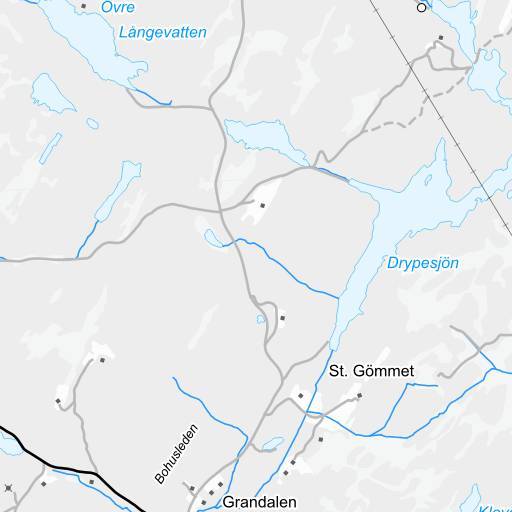 Övre
Långevatten
Drypesjön
St. Gömmet
Bohusleden
Grandalen